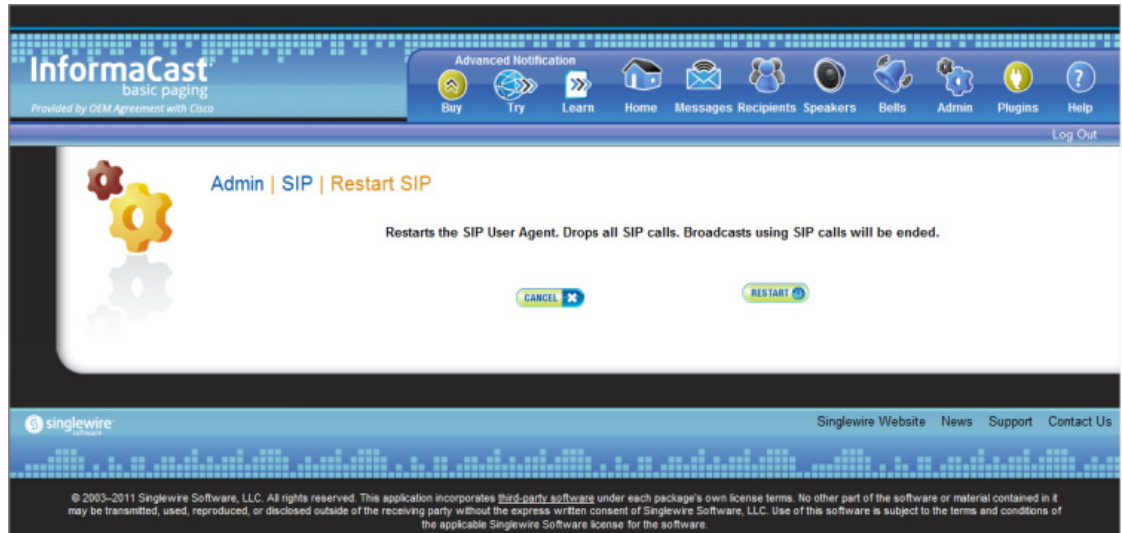 InformaCast
basic paging
Provided by OEM Agreement with Cisco
Advanced Notification
Buy Try Learn Home Messages Recipients Speakers Bells Admin Plugins Help
Log Out
Admin | SIP | Restart SIP
Restarts the SIP User Agent. Drops all SIP calls. Broadcasts using SIP calls will be ended.
CANCEL RESTART
singlewire
software
Singlewire Website News Support Contact Us
© 2003–2011 Singlewire Software, LLC. All rights reserved. This application incorporates third-party software under each package's own license terms. No other part of the software or material contained in it
may be transmitted, used, reproduced, or disclosed outside of the receiving party without the express written consent of Singlewire Software, LLC. Use of this software is subject to the terms and conditions of
the applicable Singlewire Software license for the software.